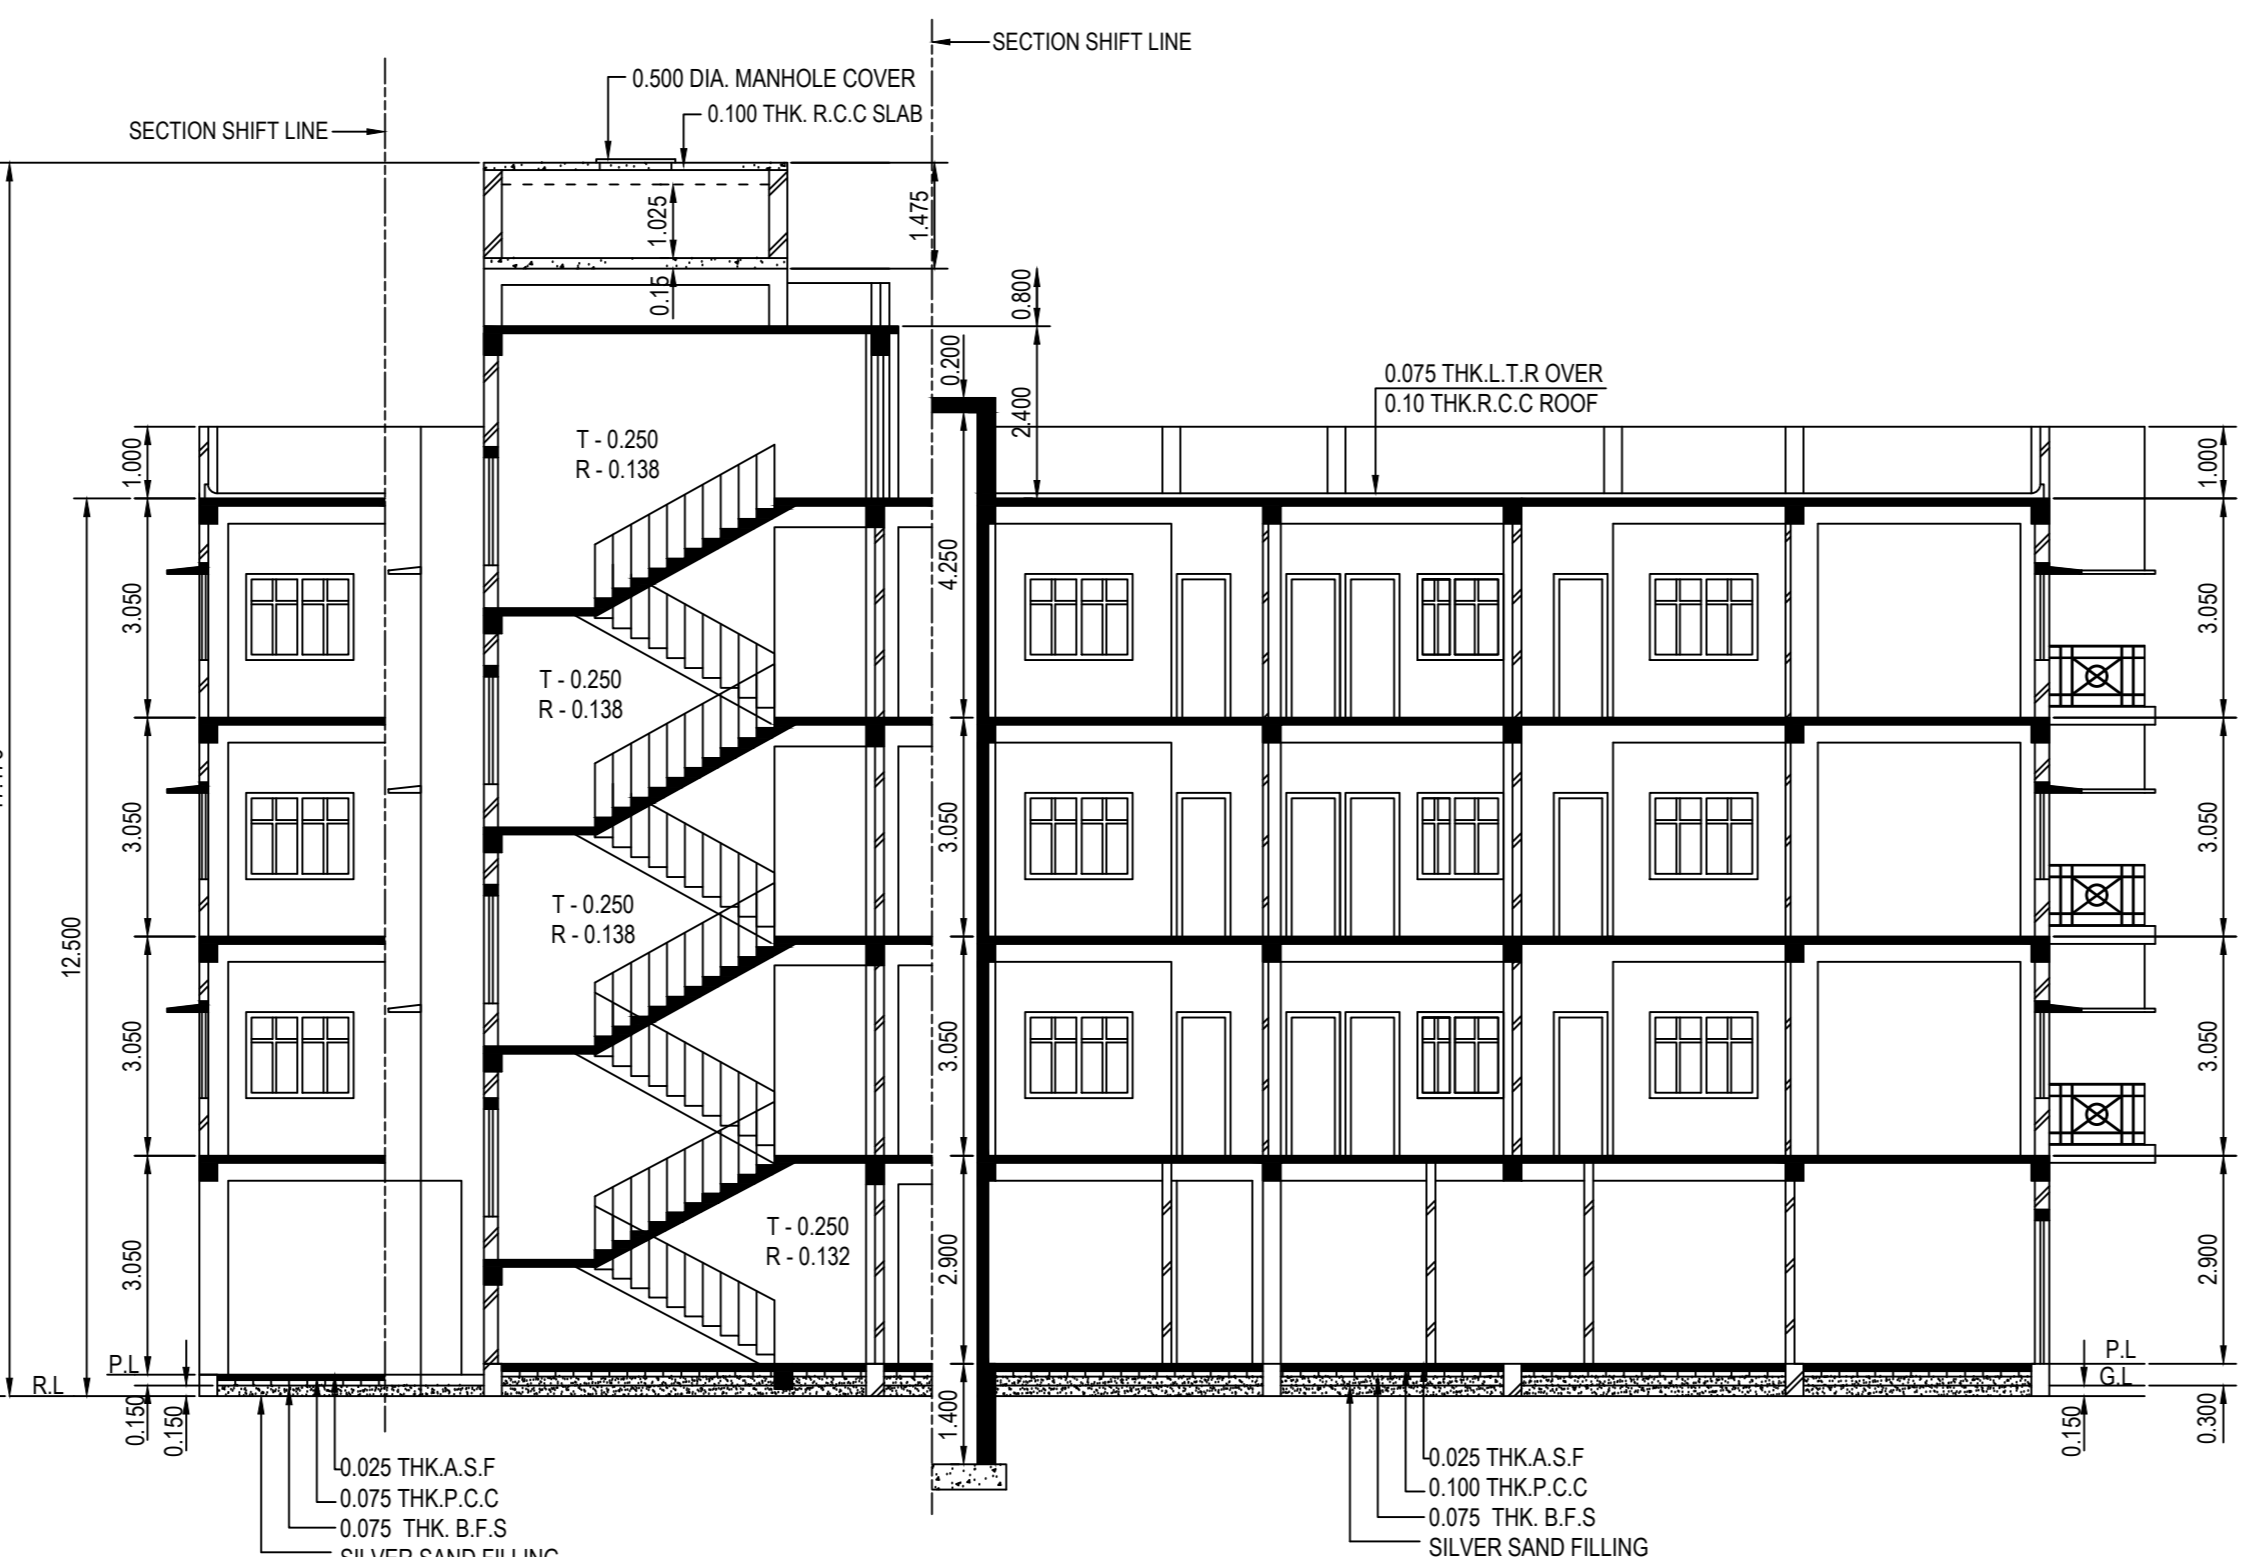 SECTION SHIFT LINE
0.500 DIA. MANHOLE COVER
0.100 THK. R.C.C SLAB
SECTION SHIFT LINE
1.025
1.475
0.15
0.800
0.200
2.400
0.075 THK.L.T.R OVER
0.10 THK.R.C.C ROOF
1.000
T - 0.250
R - 0.138
1.000
3.050
4.250
3.050
T - 0.250
R - 0.138
3.050
3.050
3.050
T - 0.250
R - 0.138
12.500
3.050
3.050
3.050
T - 0.250
R - 0.132
3.050
2.900
2.900
P.L
R.L
P.L
G.L
0.150
0.150
1.400
0.150
0.300
0.025 THK.A.S.F
0.075 THK.P.C.C
0.075 THK. B.F.S
SILVER SAND FILLING
0.025 THK.A.S.F
0.100 THK.P.C.C
0.075 THK. B.F.S
SILVER SAND FILLING